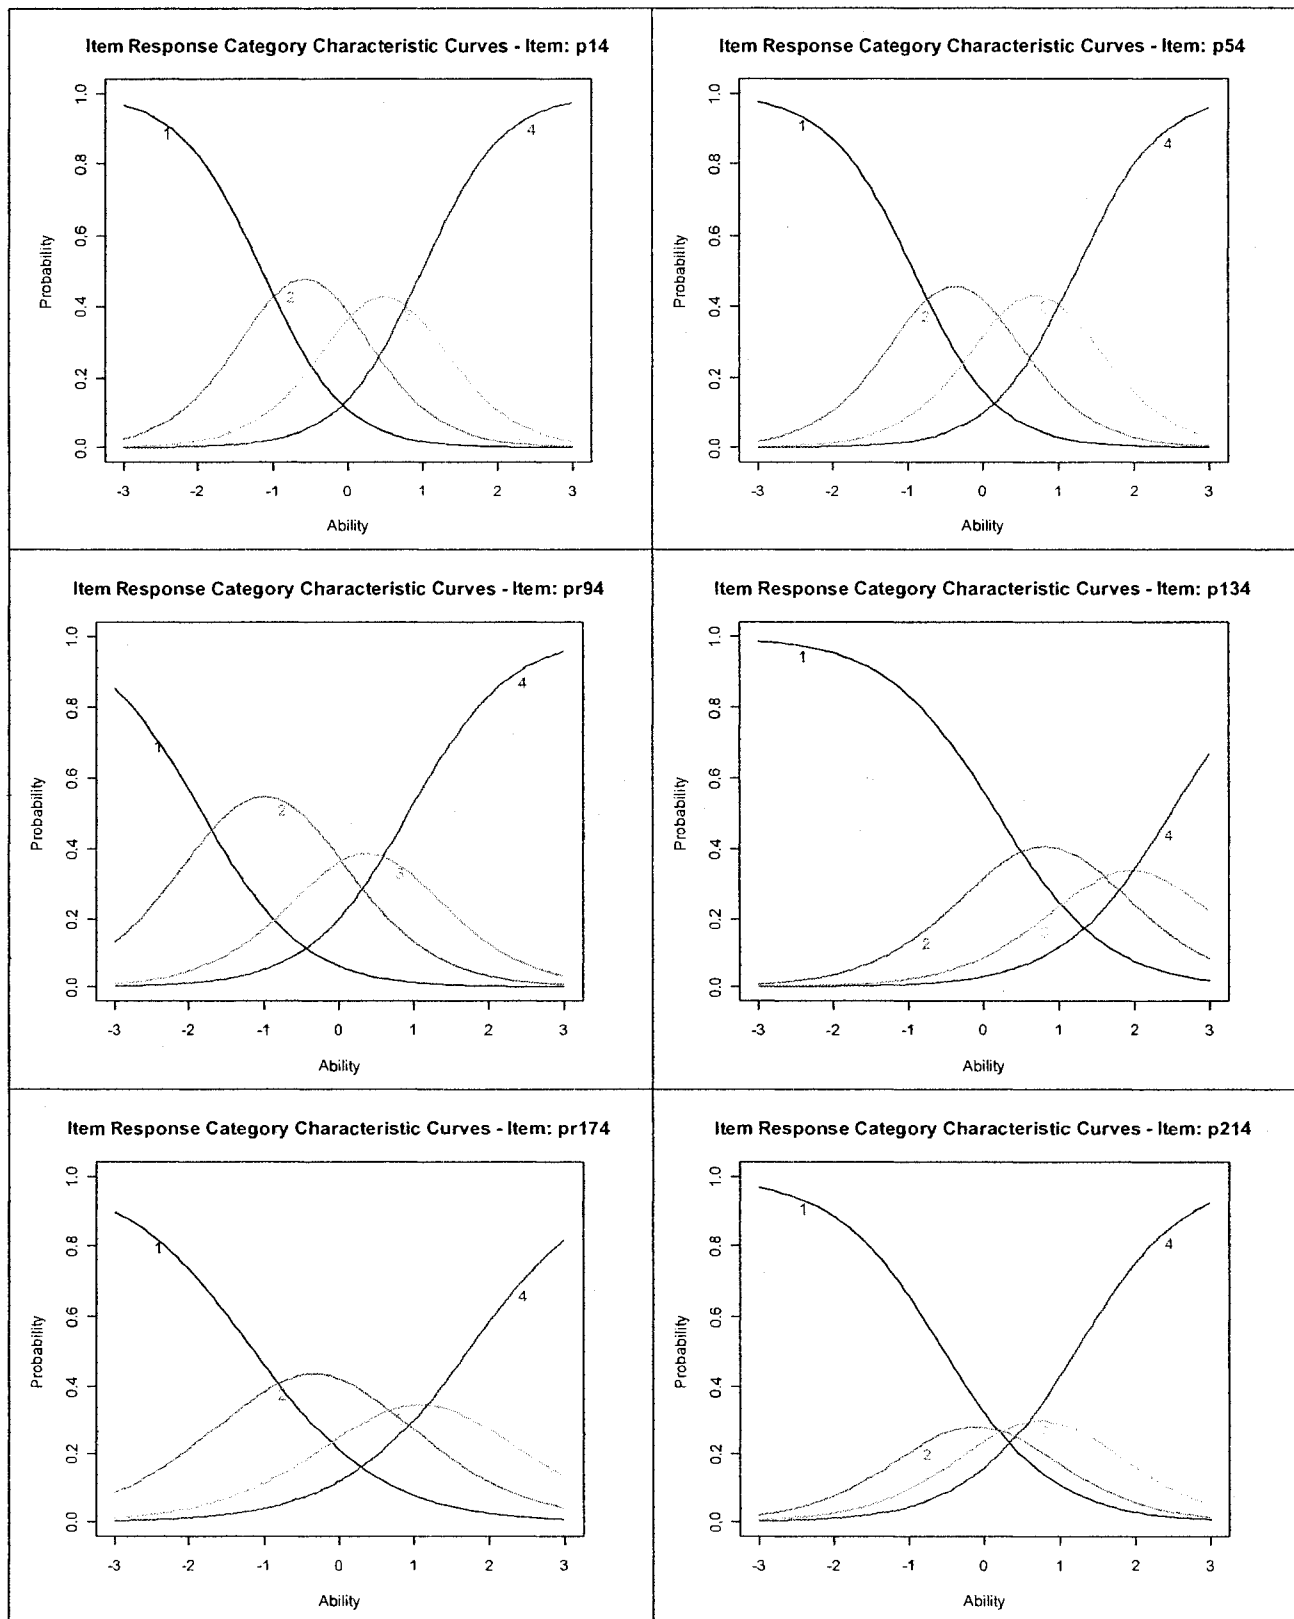 Item Response Category Characteristic Curves - Item: p14
Probability
1.0
0.8
0.6
0.4
0.2
0.0
1
2
4
-3 -2 -1 0 1 2 3
Ability
Item Response Category Characteristic Curves - Item: p54
Probability
1.0
0.8
0.6
0.4
0.2
0.0
1
2
4
-3 -2 -1 0 1 2 3
Ability
Item Response Category Characteristic Curves - Item: pr94
Probability
1.0
0.8
0.6
0.4
0.2
0.0
1
2
3
4
-3 -2 -1 0 1 2 3
Ability
Item Response Category Characteristic Curves - Item: p134
Probability
1.0
0.8
0.6
0.4
0.2
0.0
1
2
3
4
-3 -2 -1 0 1 2 3
Ability
Item Response Category Characteristic Curves - Item: pr174
Probability
1.0
0.8
0.6
0.4
0.2
0.0
1
2
4
-3 -2 -1 0 1 2 3
Ability
Item Response Category Characteristic Curves - Item: p214
Probability
1.0
0.8
0.6
0.4
0.2
0.0
1
2
4
-3 -2 -1 0 1 2 3
Ability